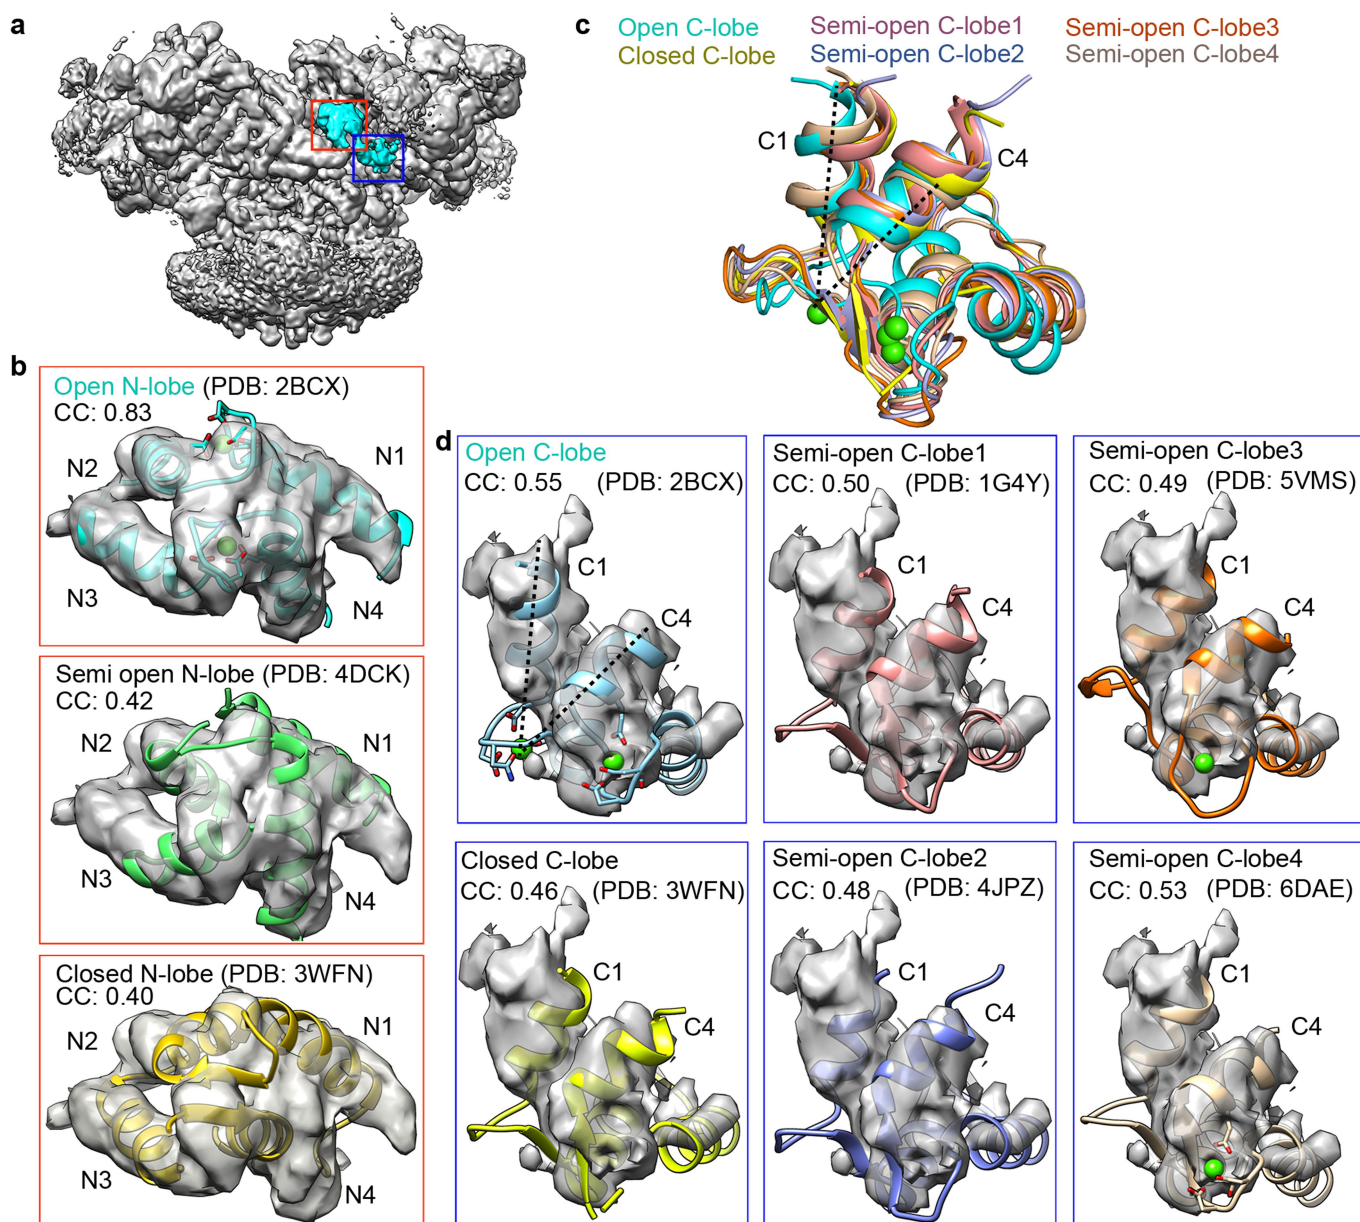 a
c
Open C-lobe
Closed C-lobe
Semi-open C-lobe1
Semi-open C-lobe2
Semi-open C-lobe3
Semi-open C-lobe4
C1
C4
b
Open N-lobe (PDB: 2BCX)
CC: 0.83
N1
N2
N3
N4
Semi open N-lobe (PDB: 4DCK)
CC: 0.42
N2
N1
N3
N4
Closed N-lobe (PDB: 3WFN)
CC: 0.40
N2
N1
N3
N4
d
Open C-lobe
CC: 0.55 (PDB: 2BCX)
C1
C4
Semi-open C-lobe1
CC: 0.50 (PDB: 1G4Y)
C1
C4
Semi-open C-lobe3
CC: 0.49 (PDB: 5VMS)
C1
C4
Closed C-lobe
CC: 0.46 (PDB: 3WFN)
C1
C4
Semi-open C-lobe2
CC: 0.48 (PDB: 4JPZ)
C1
C4
Semi-open C-lobe4
CC: 0.53 (PDB: 6DAE)
C1
C4